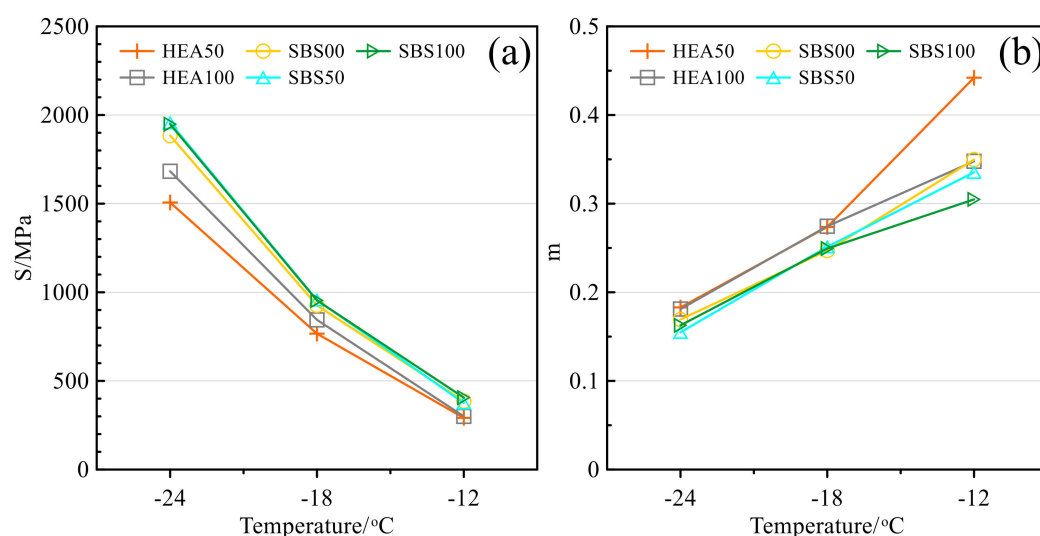 2500
2000
1500
1000
500
0
S/MPa
HEA50 SBS00 SBS100
HEA100 SBS50
(a)
-24 -18 -12
Temperature/°C
0.5
0.4
0.3
0.2
0.1
0
m
HEA50 SBS00 SBS100
HEA100 SBS50
(b)
-24 -18 -12
Temperature/°C